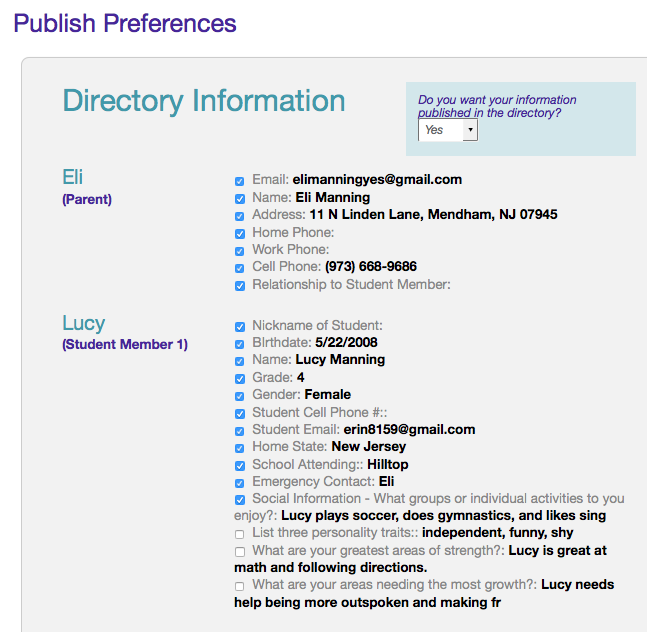 Publish Preferences
Directory Information
Do you want your information
published in the directory?
Yes
Eli
(Parent)
Email: elimanningyes@gmail.com
Name: Eli Manning
Address: 11 N Linden Lane, Mendham, NJ 07945
Home Phone:
Work Phone:
Cell Phone: (973) 668-9686
Relationship to Student Member:
Lucy
(Student Member 1)
Nickname of Student:
BIrthdate: 5/22/2008
Name: Lucy Manning
Grade: 4
Gender: Female
Student Cell Phone #::
Student Email: erin8159@gmail.com
Home State: New Jersey
School Attending:: Hilltop
Emergency Contact: Eli
Social Information - What groups or individual activities to you
enjoy?: Lucy plays soccer, does gymnastics, and likes sing
List three personality traits:: independent, funny, shy
What are your greatest areas of strength?: Lucy is great at
math and following directions.
What are your areas needing the most growth?: Lucy needs
help being more outspoken and making fr